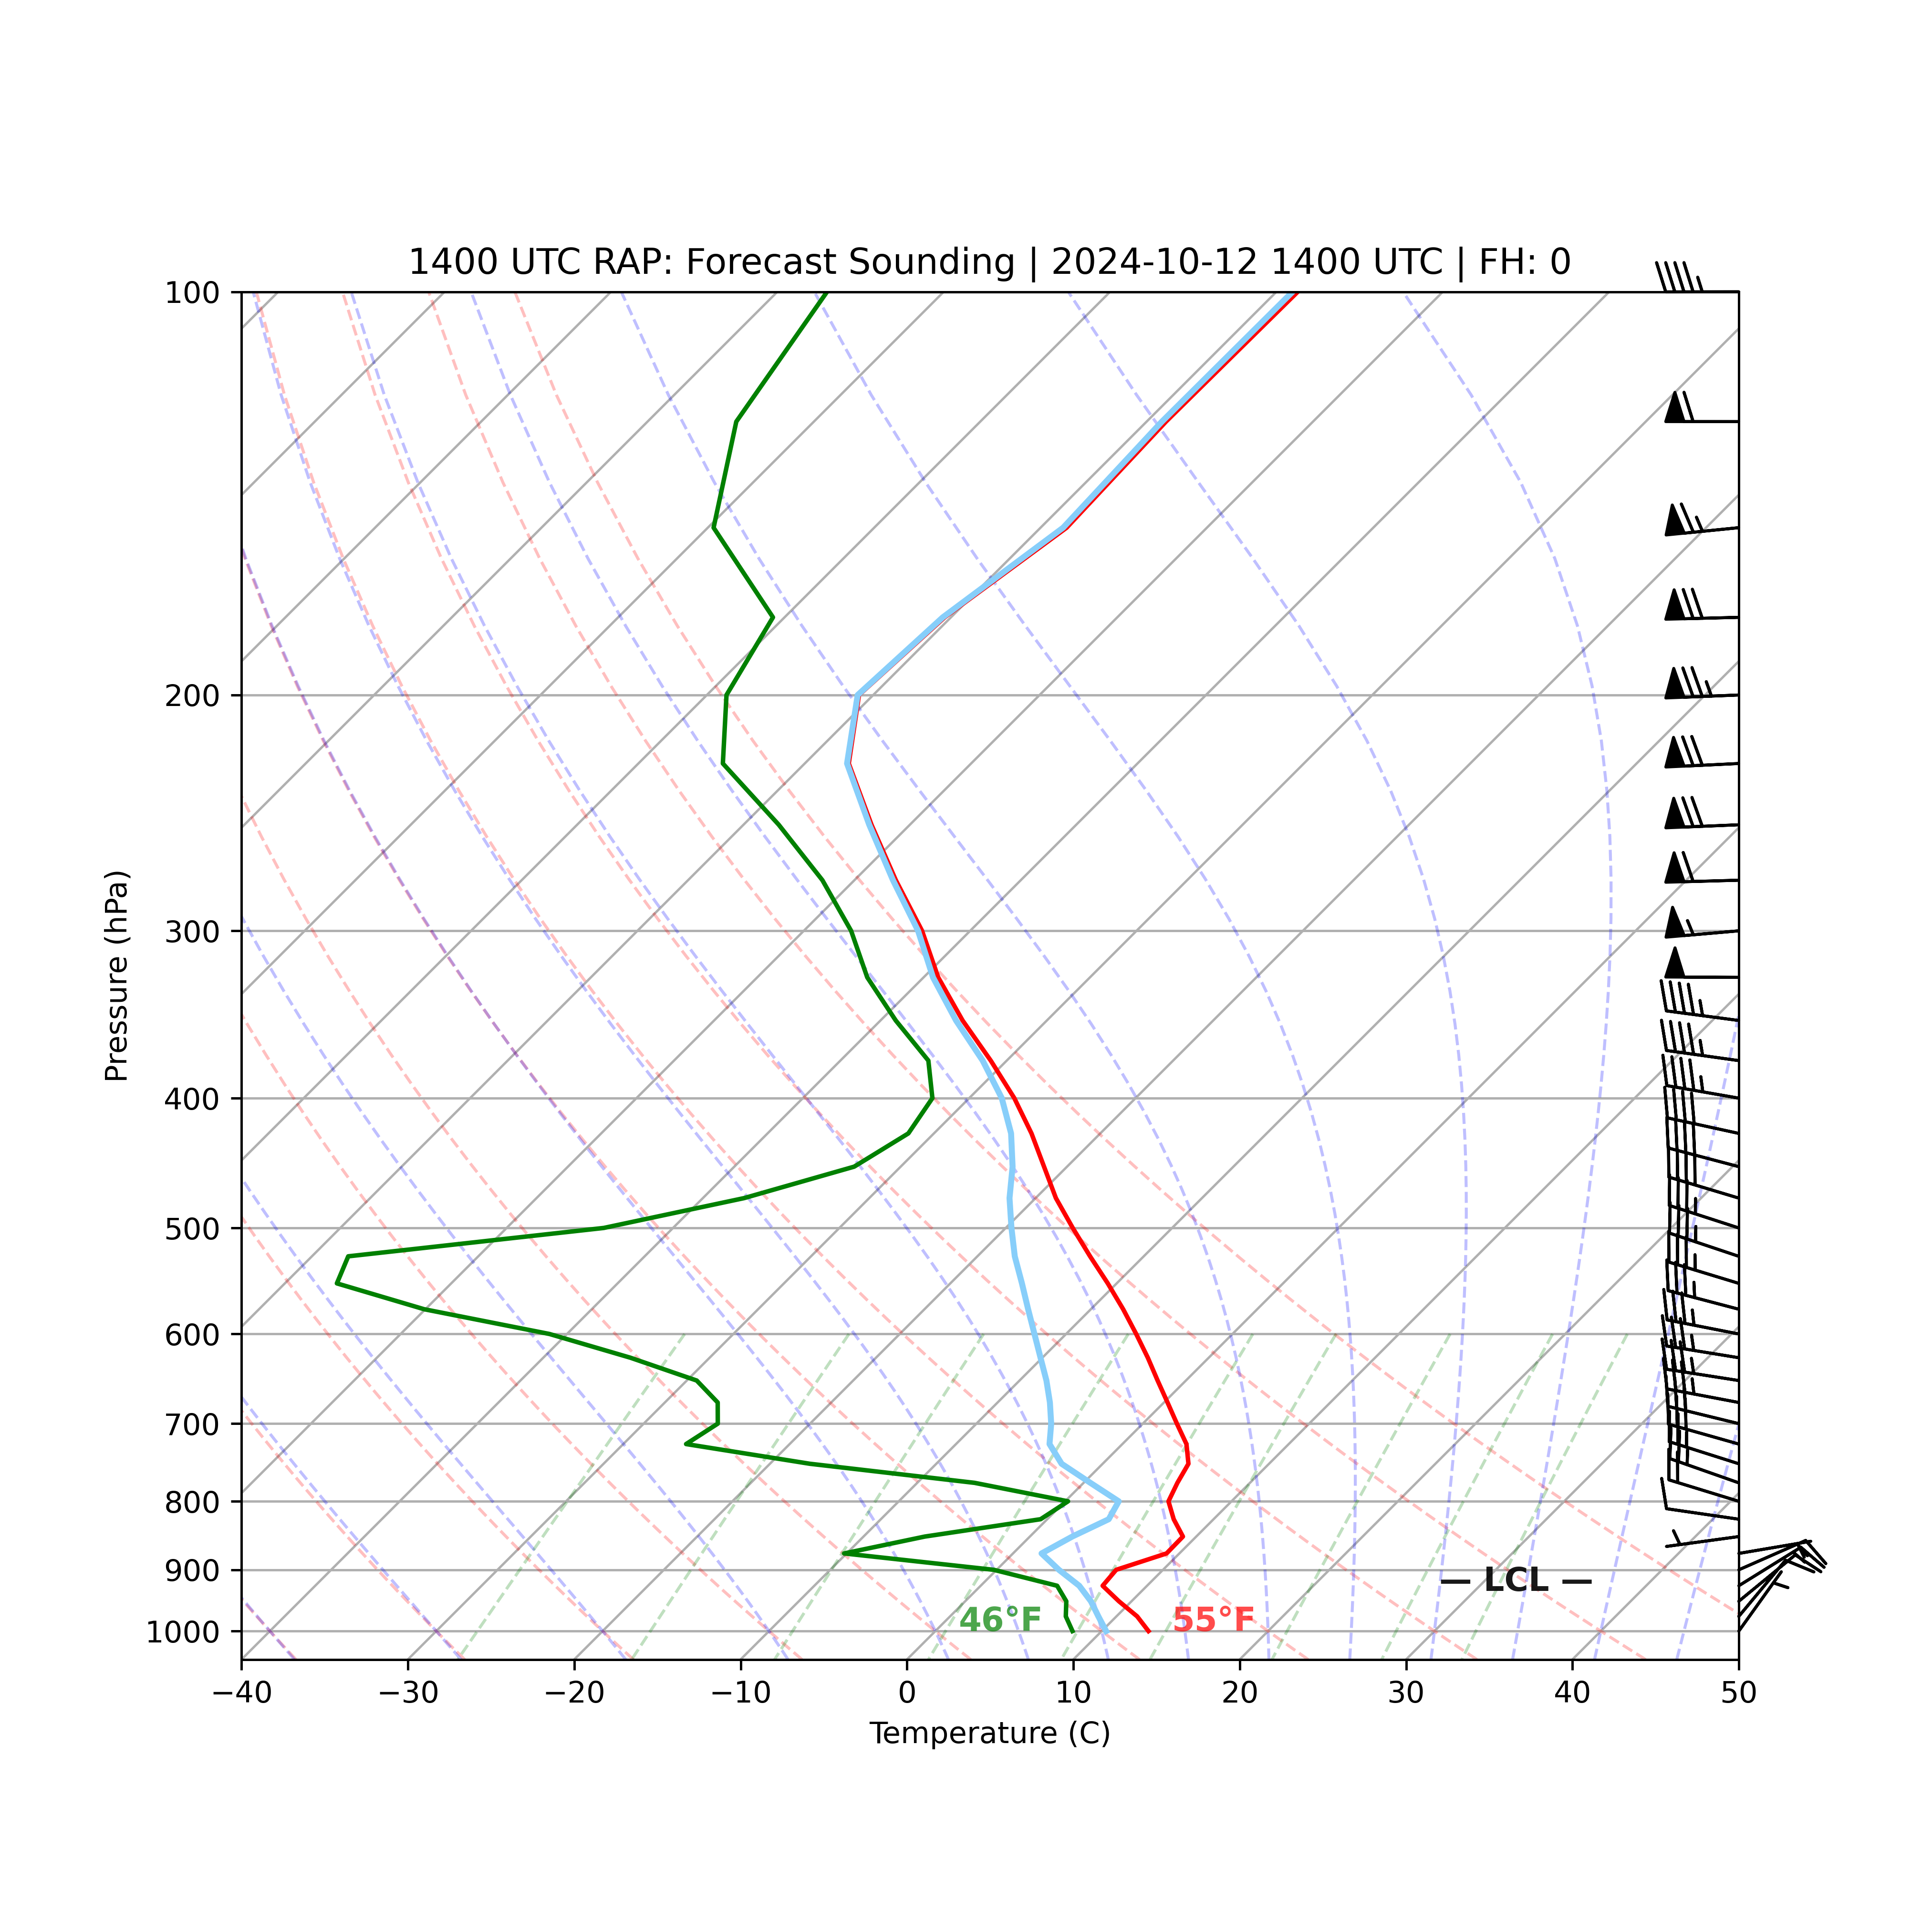 1400 UTC RAP: Forecast Sounding | 2024-10-12 1400 UTC | FH: 0
100
200
300
400
500
600
700
800
900
1000
Pressure (hPa)
— LCL —
46°F
55°F
−40 −30 −20 −10 0 10 20 30 40 50
Temperature (C)